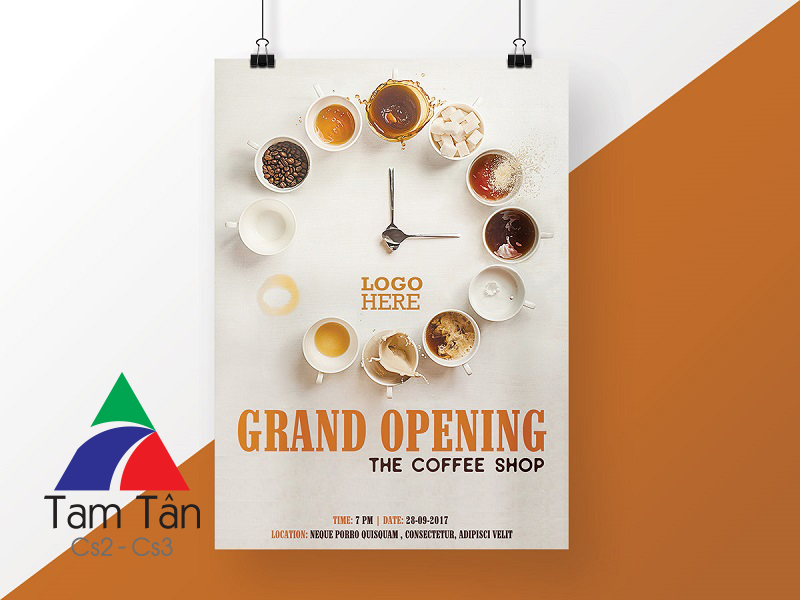 LOGO
HERE
GRAND OPENING
THE COFFEE SHOP
TIME: 7 PM | DATE: 28-09-2017
LOCATION: NEQUE PORRO QUISQUAM , CONSECTETUR, ADIPISCI VELIT
Tam Tân
Cs2 - Cs3